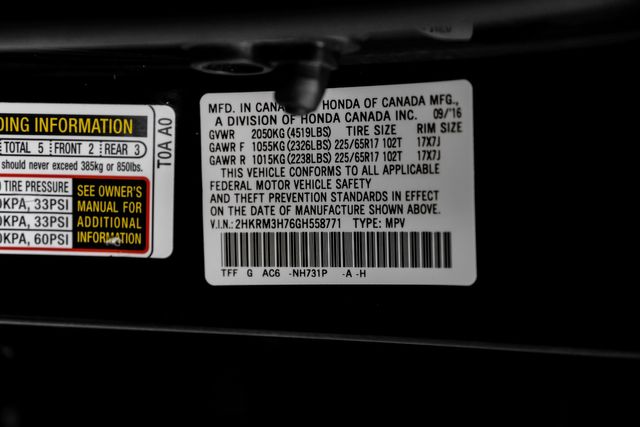 DING INFORMATION
TOTAL 5 FRONT 2 REAR 3
should never exceed 385kg or 850lbs.
TIRE PRESSURE
KPA, 33PSI
KPA, 33PSI
KPA, 60PSI
SEE OWNER'S
MANUAL FOR
ADDITIONAL
INFORMATION
T0A A0
MFD. IN HONDA OF CANADA MFG.,
A DIVISION OF HONDA CANADA INC. 09/'16
GVWR 2050KG(4519LBS) TIRE SIZE RIM SIZE
GAWR F 1055KG(2326LBS) 225/65R17 102T 17X7J
GAWR R 1015KG(2238LBS) 225/65R17 102T 17X7J
THIS VEHICLE CONFORMS TO ALL APPLICABLE
FEDERAL MOTOR VEHICLE SAFETY
AND THEFT PREVENTION STANDARDS IN EFFECT
ON THE DATE OF MANUFACTURE SHOWN ABOVE.
V.I.N.: 2HKRM3H76GH558771 TYPE: MPV
TFF G AC6 -NH731P -A -H